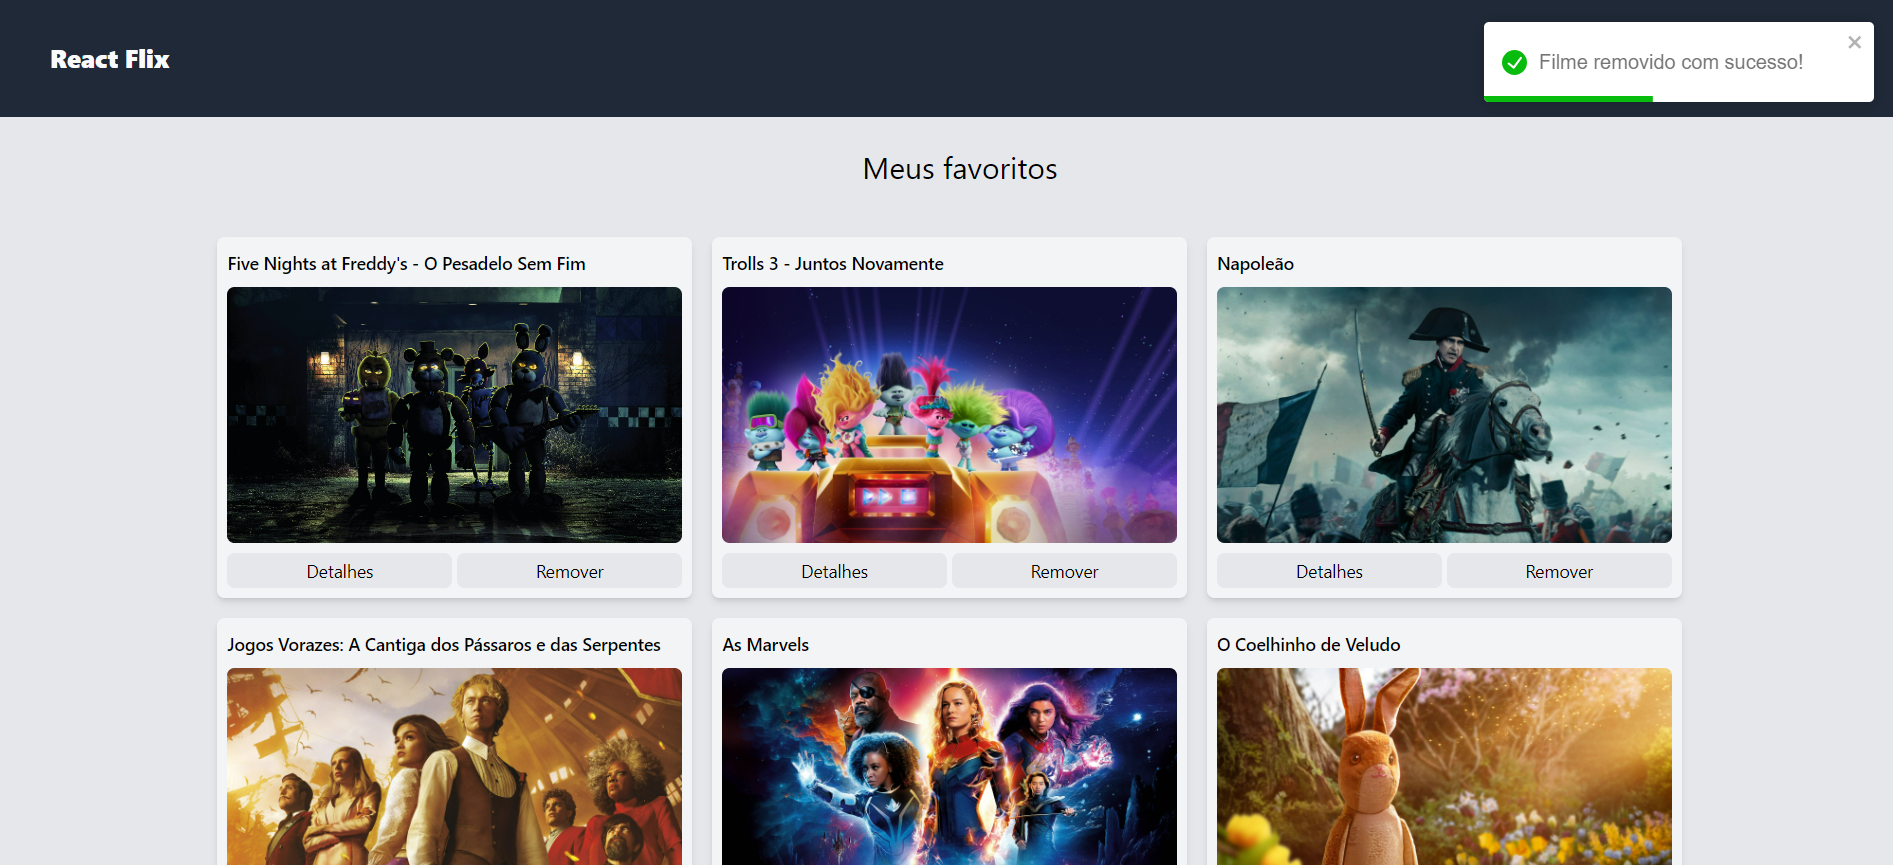 React Flix
Filme removido com sucesso!
Meus favoritos
Five Nights at Freddy's - O Pesadelo Sem Fim
Trolls 3 - Juntos Novamente
Napoleão
Detalhes
Remover
Detalhes
Remover
Detalhes
Remover
Jogos Vorazes: A Cantiga dos Pássaros e das Serpentes
As Marvels
O Coelhinho de Veludo